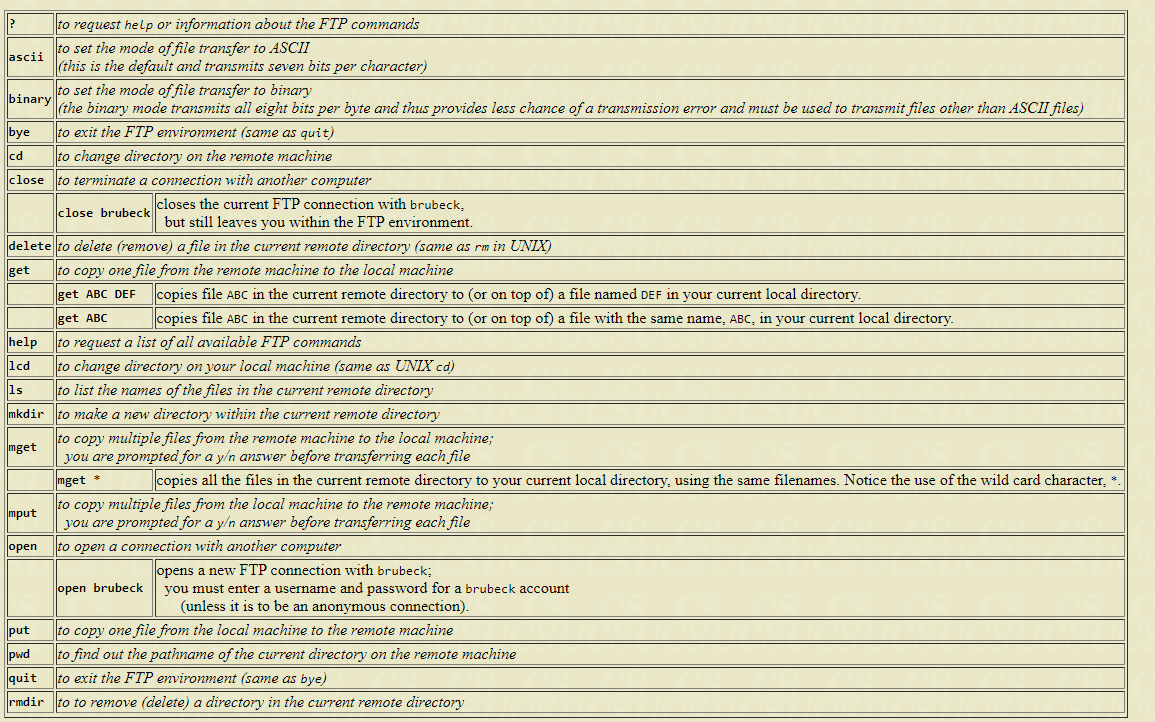 ? to request help or information about the FTP commands
ascii to set the mode of file transfer to ASCII
(this is the default and transmits seven bits per character)
binary to set the mode of file transfer to binary
(the binary mode transmits all eight bits per byte and thus provides less chance of a transmission error and must be used to transmit files other than ASCII files)
bye to exit the FTP environment (same as quit)
cd to change directory on the remote machine
close to terminate a connection with another computer
close brubeck closes the current FTP connection with brubeck,
but still leaves you within the FTP environment.
delete to delete (remove) a file in the current remote directory (same as rm in UNIX)
get to copy one file from the remote machine to the local machine
get ABC DEF copies file ABC in the current remote directory to (or on top of) a file named DEF in your current local directory.
get ABC copies file ABC in the current remote directory to (or on top of) a file with the same name, ABC, in your current local directory.
help to request a list of all available FTP commands
lcd to change directory on your local machine (same as UNIX cd)
ls to list the names of the files in the current remote directory
mkdir to make a new directory within the current remote directory
mget to copy multiple files from the remote machine to the local machine;
you are prompted for a y/n answer before transferring each file
mget * copies all the files in the current remote directory to your current local directory, using the same filenames. Notice the use of the wild card character, *.
mput to copy multiple files from the local machine to the remote machine;
you are prompted for a y/n answer before transferring each file
open to open a connection with another computer
open brubeck opens a new FTP connection with brubeck;
you must enter a username and password for a brubeck account
(unless it is to be an anonymous connection).
put to copy one file from the local machine to the remote machine
pwd to find out the pathname of the current directory on the remote machine
quit to exit the FTP environment (same as bye)
rmdir to to remove (delete) a directory in the current remote directory